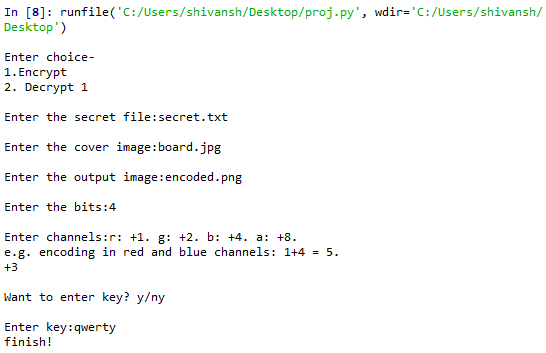 In [8]: runfile('C:/Users/shivansh/Desktop/proj.py', wdir='C:/Users/shivansh/
Desktop')
Enter choice-
1.Encrypt
2. Decrypt 1
Enter the secret file:secret.txt
Enter the cover image:board.jpg
Enter the output image:encoded.png
Enter the bits:4
Enter channels:r: +1. g: +2. b: +4. a: +8.
e.g. encoding in red and blue channels: 1+4 = 5.
+3
Want to enter key? y/ny
Enter key:qwerty
finish!